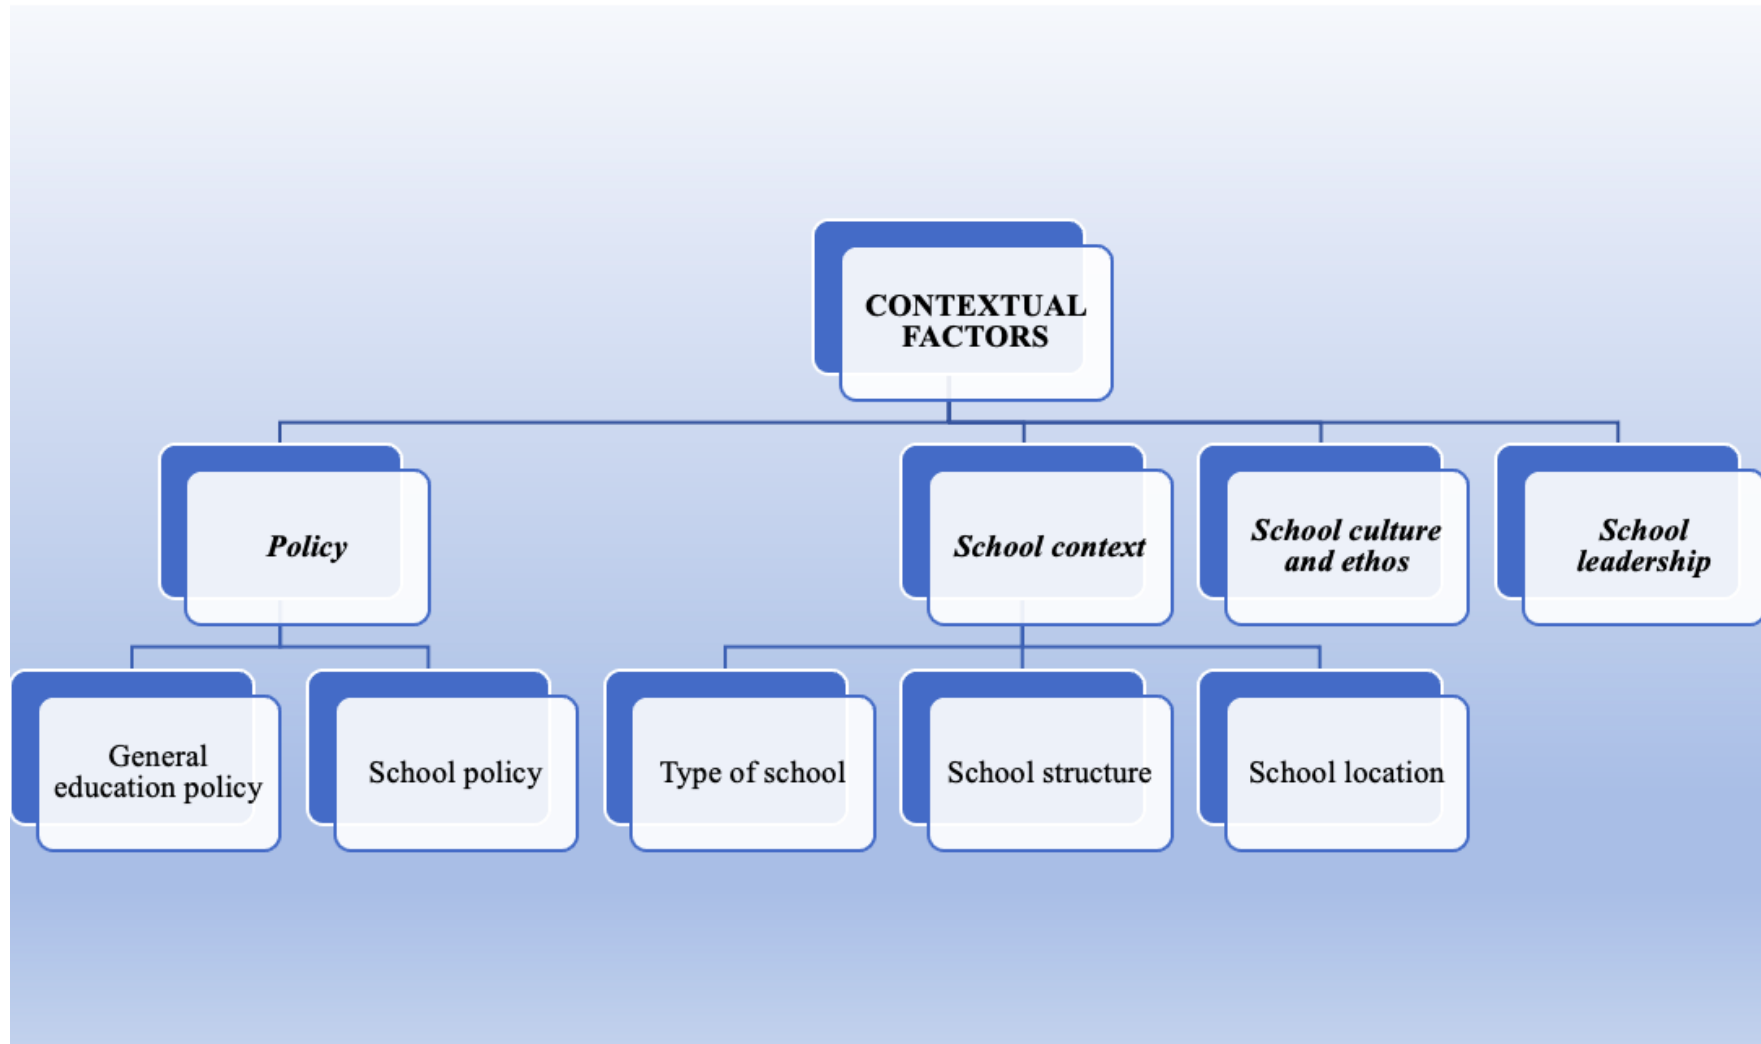 CONTEXTUAL
FACTORS
Policy
School context
School culture
and ethos
School
leadership
General
education policy
School policy
Type of school
School structure
School location